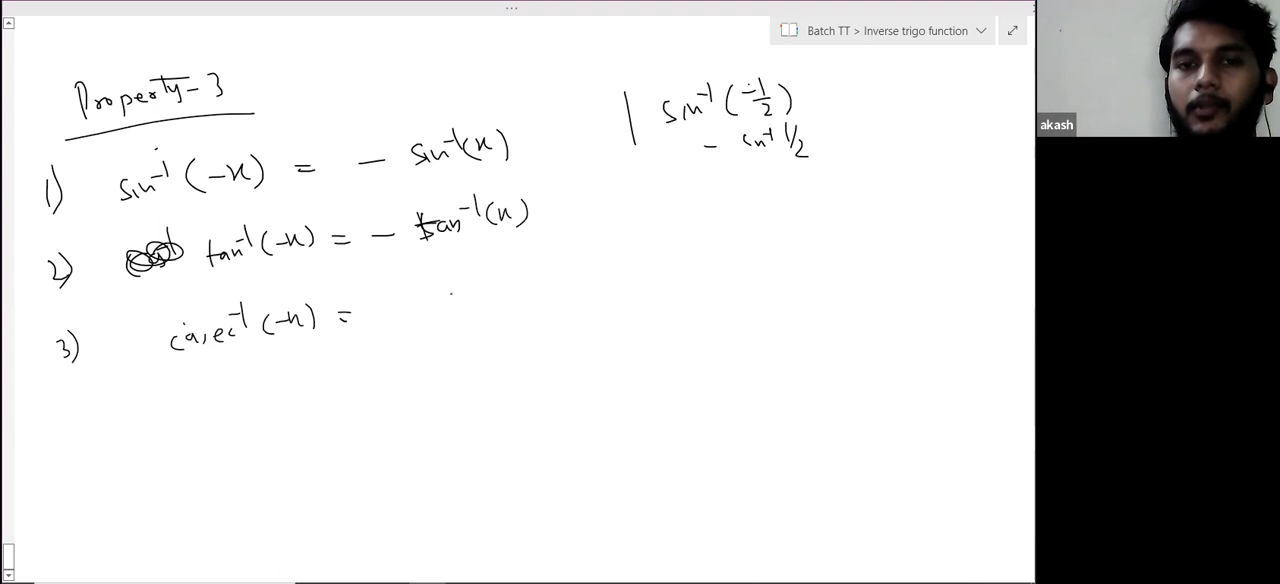 Batch TT > Inverse trigo function
akash
Property-3
1) sin⁻¹(-x) = - sin⁻¹(x)
2) tan⁻¹(-x) = - tan⁻¹(x)
3) cosec⁻¹(-x) =
sin⁻¹(-1/2)
- sin⁻¹ 1/2